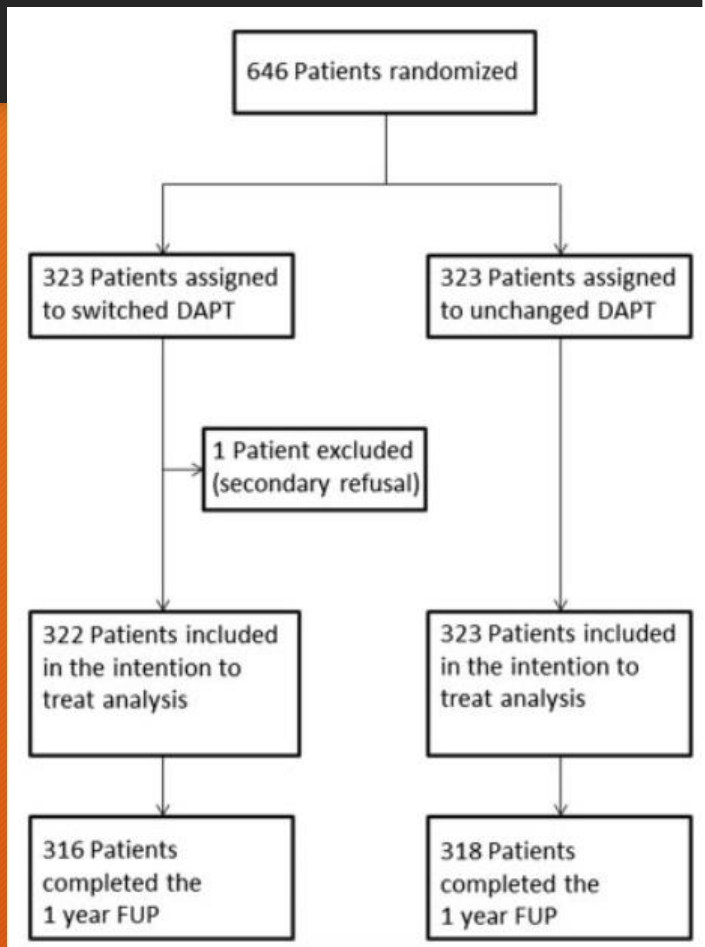 646 Patients randomized
323 Patients assigned
to switched DAPT
323 Patients assigned
to unchanged DAPT
1 Patient excluded
(secondary refusal)
322 Patients included
in the intention to
treat analysis
323 Patients included
in the intention to
treat analysis
316 Patients
completed the
1 year FUP
318 Patients
completed the
1 year FUP